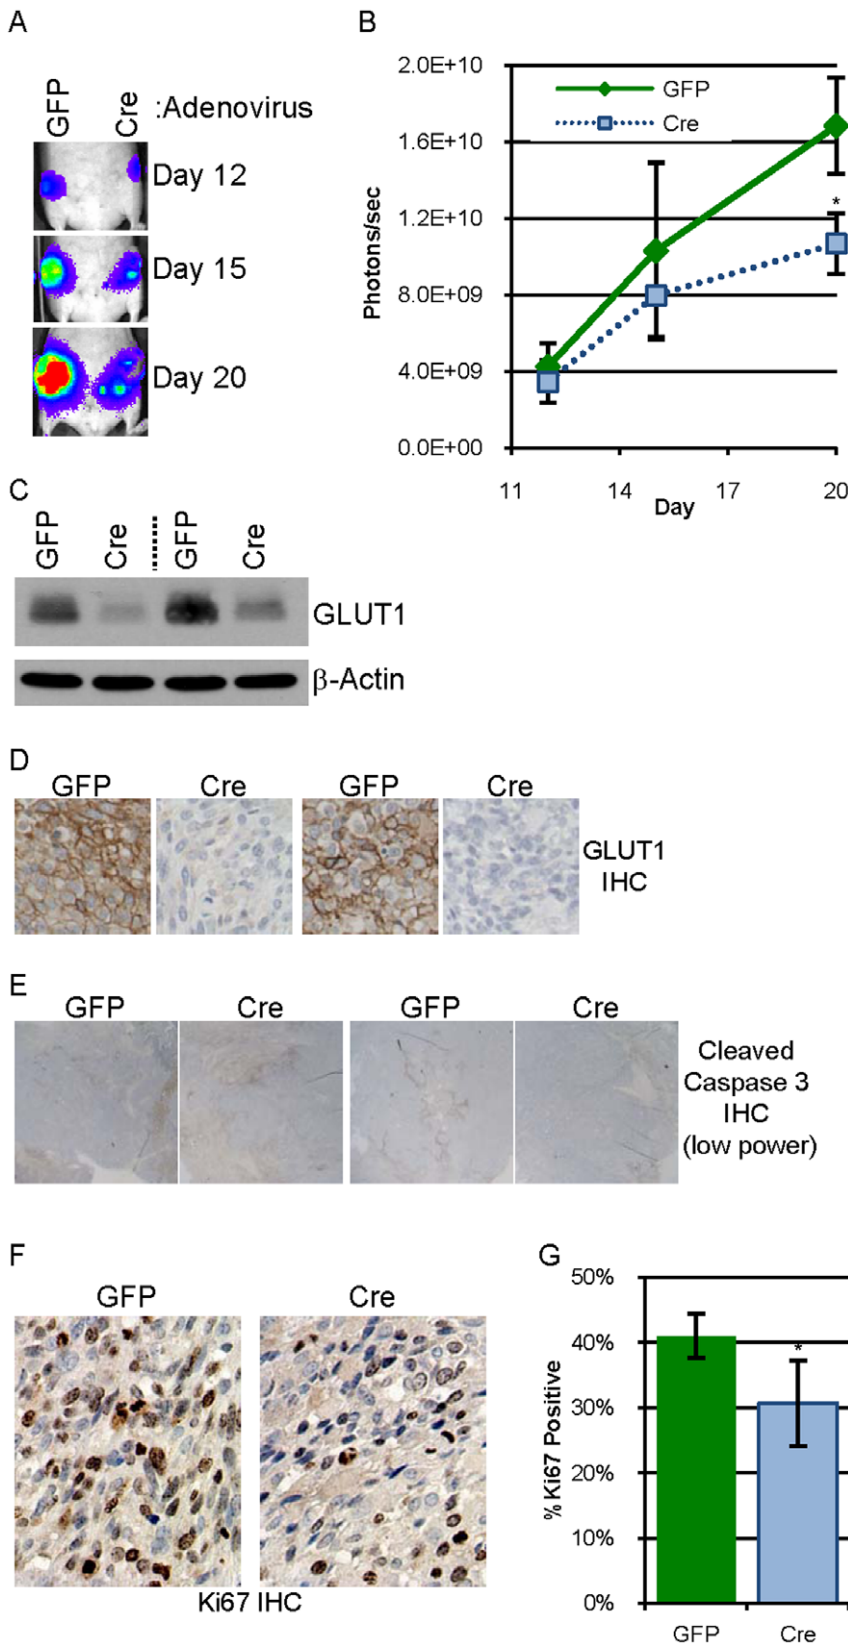 A
GFP Cre :Adenovirus
Day 12
Day 15
Day 20
B
2.0E+10
1.6E+10
1.2E+10
8.0E+09
4.0E+09
0.0E+00
Photons/sec
GFP
Cre
*
11 14 17 20
Day
C
GFP Cre GFP Cre
GLUT1
β-Actin
D
GFP Cre GFP Cre
GLUT1
IHC
E
GFP Cre GFP Cre
Cleaved
Caspase 3
IHC
(low power)
F
GFP Cre
Ki67 IHC
G
50%
40%
30%
20%
10%
0%
% Ki67 Positive
*
GFP Cre